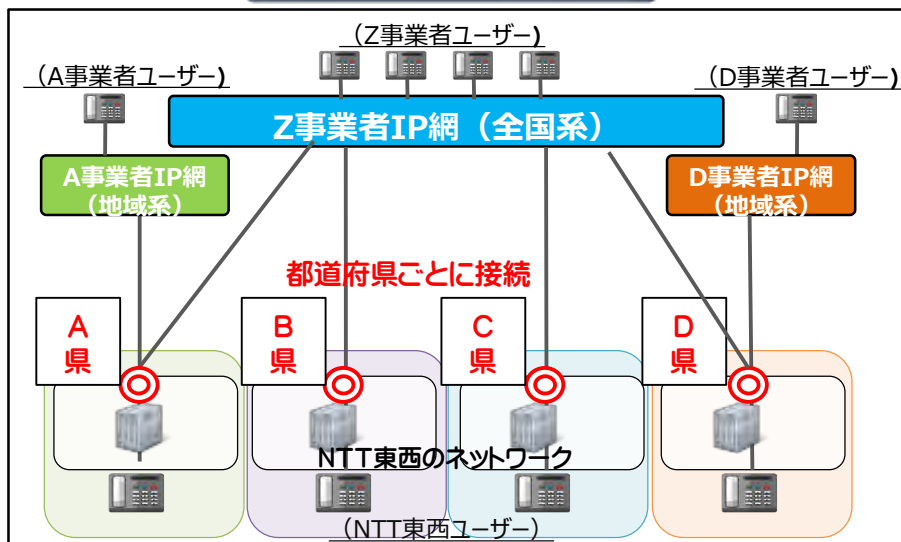 （Z事業者ユーザー)
（A事業者ユーザー)
（D事業者ユーザー)
Z事業者IP網（全国系）
A事業者IP網
（地域系）
D事業者IP網
（地域系）
都道府県ごとに接続
A
県
B
県
C
県
D
県
NTT東西のネットワーク
（NTT東西ユーザー）